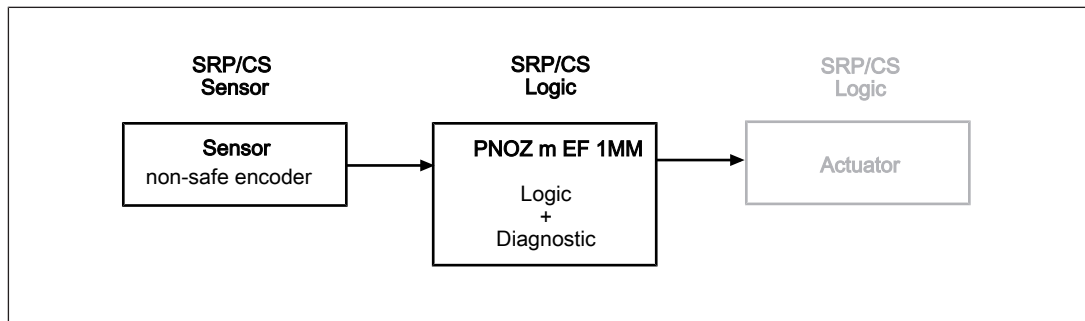 SRP/CS
Sensor
SRP/CS
Logic
SRP/CS
Logic
Sensor
non-safe encoder
PNOZ m EF 1MM
Logic
+
Diagnostic
Actuator